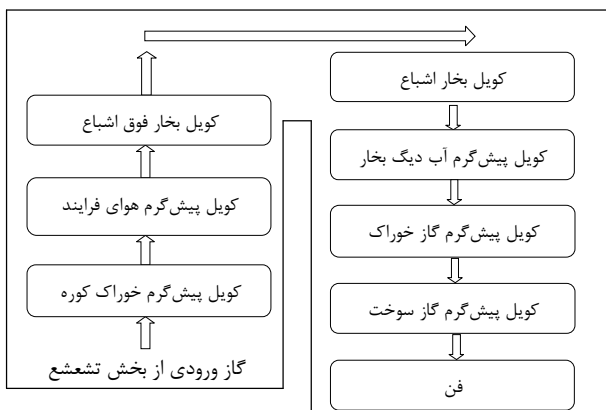 کویل بخار اشباع
کویل بخار فوق اشباع
کویل پیش‌گرم آب دیگ بخار
کویل پیش‌گرم هوای فرایند
کویل پیش‌گرم گاز خوراک
کویل پیش‌گرم خوراک کوره
کویل پیش‌گرم گاز سوخت
گاز ورودی از بخش تشعشع
فن